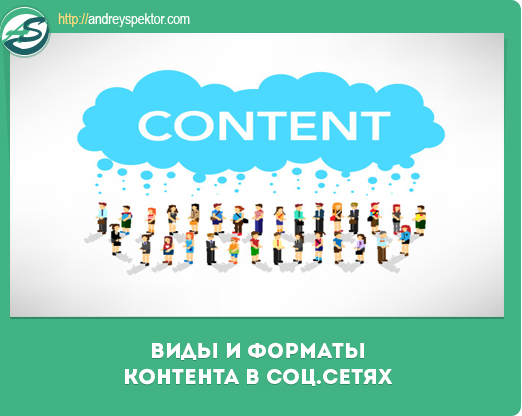 http://andreyspektor.com
CONTENT
ВИДЫ И ФОРМАТЫ
КОНТЕНТА В СОЦ.СЕТЯХ